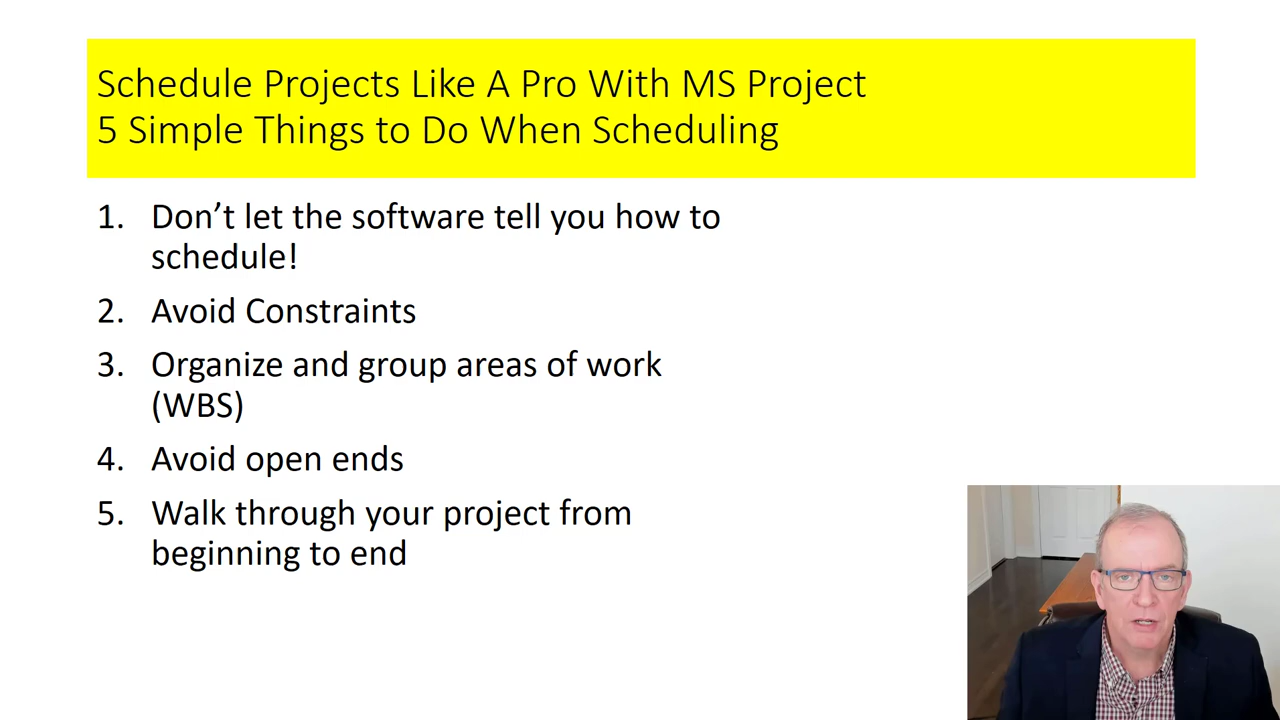 Schedule Projects Like A Pro With MS Project
5 Simple Things to Do When Scheduling
1. Don’t let the software tell you how to
schedule!
2. Avoid Constraints
3. Organize and group areas of work
(WBS)
4. Avoid open ends
5. Walk through your project from
beginning to end